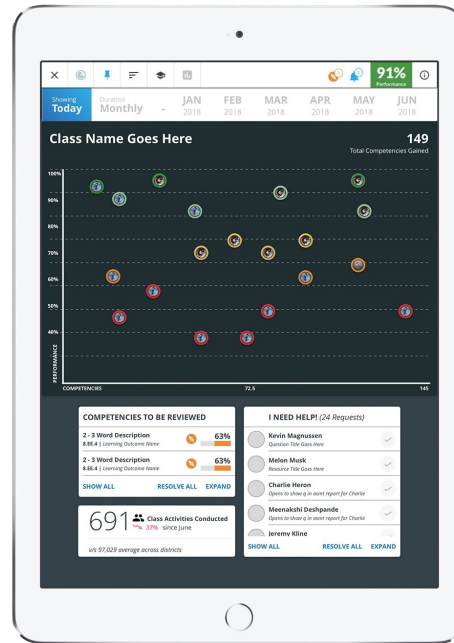 91%
Performance
Showing
Today
Duration
Monthly
JAN
2018
FEB
2018
MAR
2018
APR
2018
MAY
2018
JUN
2018
Class Name Goes Here
149
Total Competencies Gained
100%
90%
80%
70%
60%
50%
40%
PERFORMANCE
COMPETENCIES
72.5
145
COMPETENCIES TO BE REVIEWED
2 - 3 Word Description
63%
8.EE.4 | Learning Outcome Name
2 - 3 Word Description
63%
8.EE.4 | Learning Outcome Name
SHOW ALL RESOLVE ALL EXPAND
691 Class Activities Conducted
37% since June
v/s 97,029 average across districts
I NEED HELP! (24 Requests)
Kevin Magnussen
Question Title Goes Here
Melon Musk
Resource Title Goes Here
Charlie Heron
Opens to show q in asmt report for Charlie
Meenakshi Deshpande
Opens to show q in asmt report for Charlie
Jeremy Kline
SHOW ALL RESOLVE ALL EXPAND